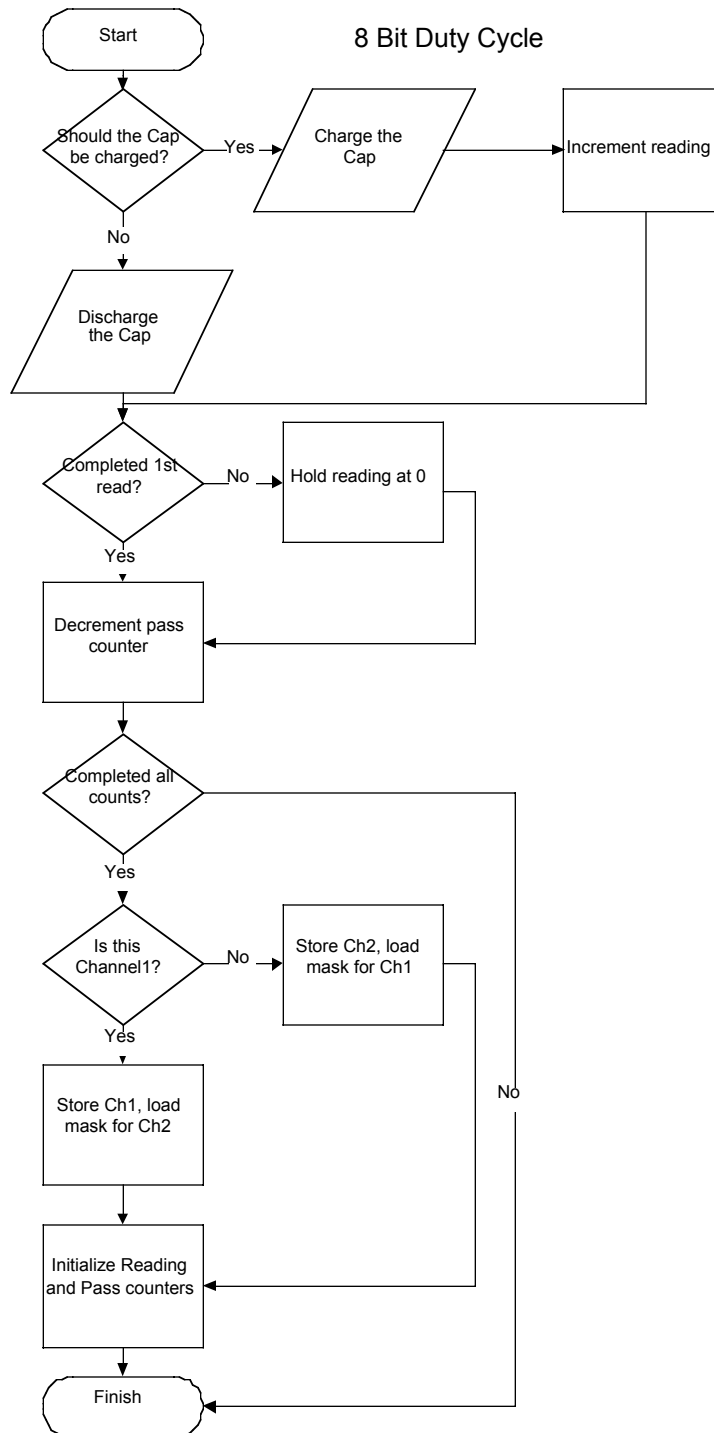 8 Bit Duty Cycle
Start
Should the Cap
be charged?
Yes
Charge the
Cap
Increment reading
No
Discharge
the Cap
Completed 1st
read?
No
Hold reading at 0
Yes
Decrement pass
counter
Completed all
counts?
Yes
Is this
Channel1?
No
Store Ch2, load
mask for Ch1
Yes
Store Ch1, load
mask for Ch2
No
Initialize Reading
and Pass counters
Finish